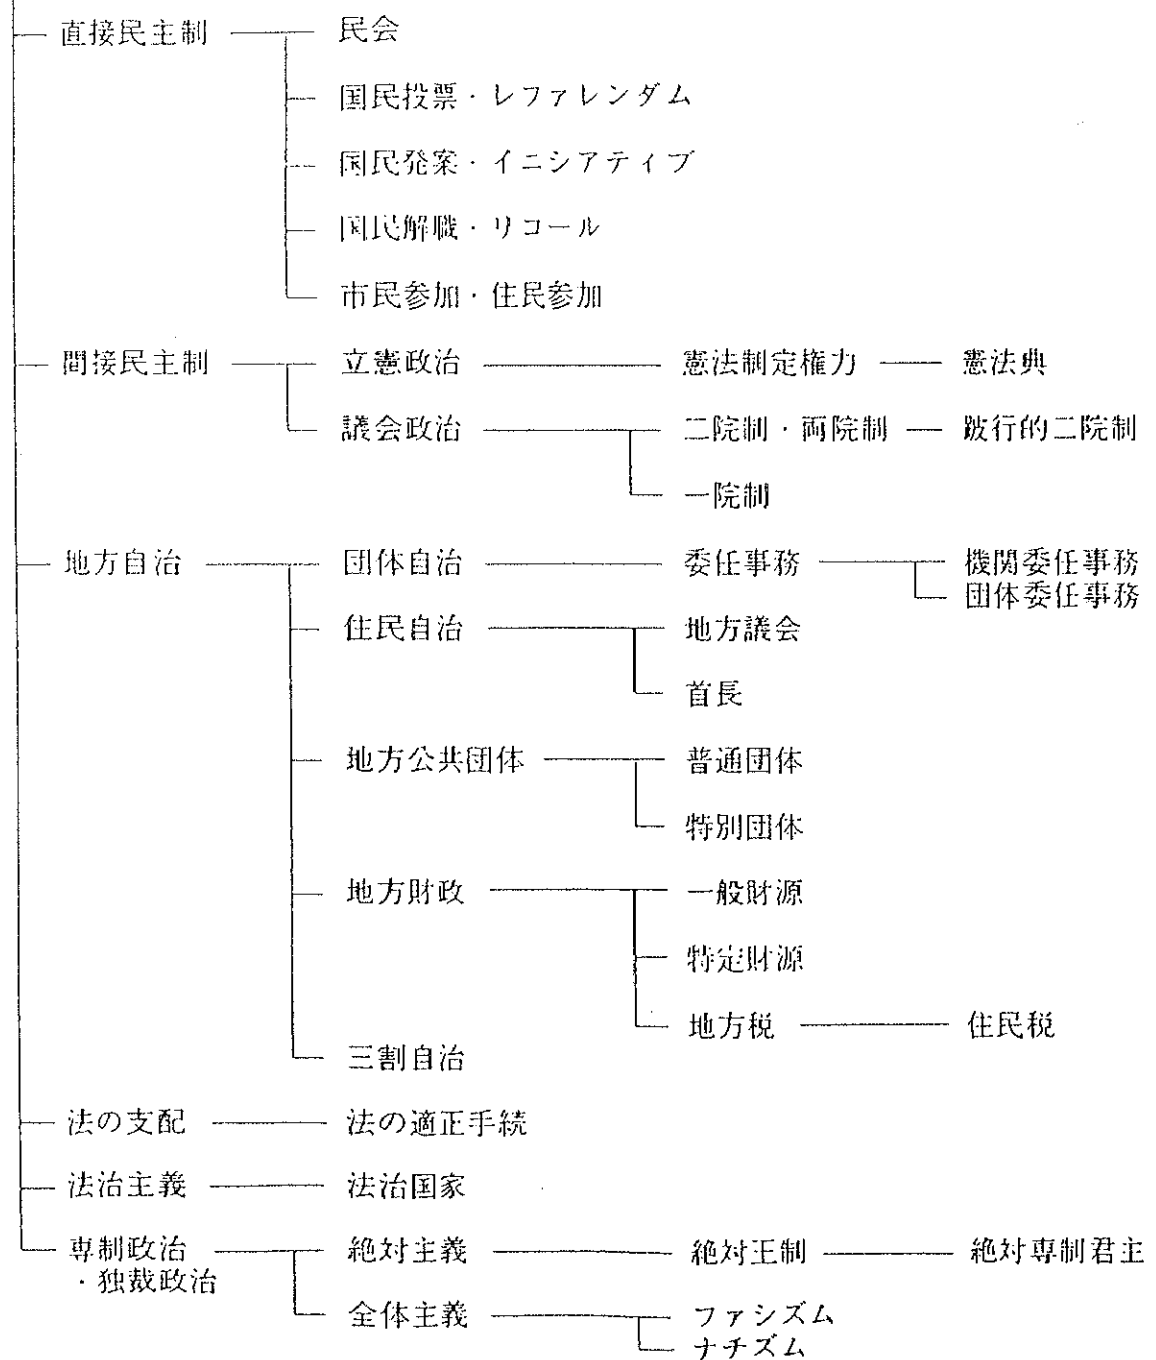 直接民主制 民会
国民投票・レファレンダム
国民発案・イニシアティブ
国民解職・リコール
市民参加・住民参加
間接民主制 立憲政治 憲法制定権力 憲法典
議会政治 二院制・両院制 跛行的二院制
一院制
地方自治 団体自治 委任事務 機関委任事務
団体委任事務
住民自治 地方議会
首長
地方公共団体 普通団体
特別団体
地方財政 一般財源
特定財源
地方税 住民税
三割自治
法の支配 法の適正手続
法治主義 法治国家
専制政治 絶対主義 絶対王制 絶対専制君主
・独裁政治
全体主義 ファシズム
ナチズム